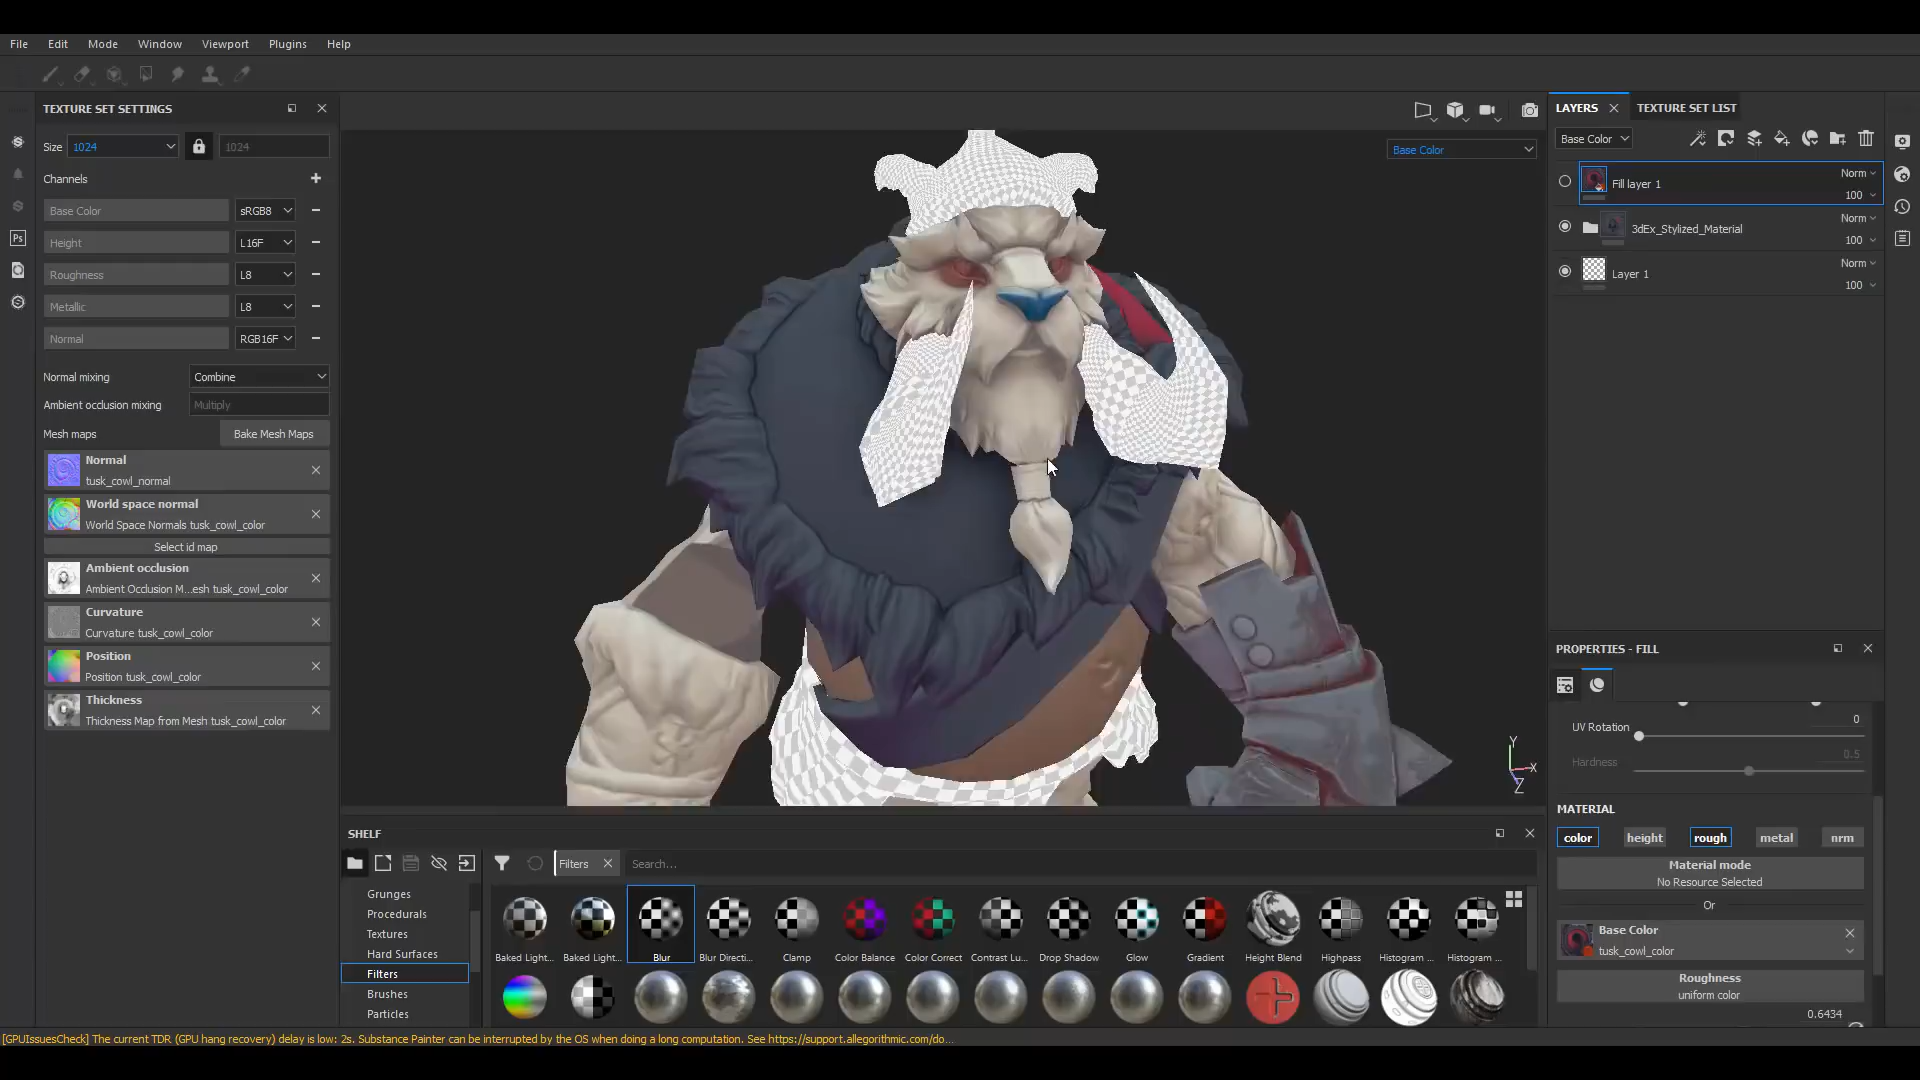 File Edit Mode Window Viewport Plugins Help
TEXTURE SET SETTINGS
Size 1024 1024
Channels
Base Color sRGB8
Height L16F
Roughness L8
Metallic L8
Normal RGB16F
Normal mixing Combine
Ambient occlusion mixing Multiply
Mesh maps Bake Mesh Maps
Normal
tusk_cowl_normal
World space normal
World Space Normals tusk_cowl_color
Select id map
Ambient occlusion
Ambient Occlusion M...esh tusk_cowl_color
Curvature
Curvature tusk_cowl_color
Position
Position tusk_cowl_color
Thickness
Thickness Map from Mesh tusk_cowl_color
Ps
Base Color
Y
X
Z
SHELF
Filters
Search...
Grunges
Procedurals
Textures
Hard Surfaces
Filters
Brushes
Particles
Baked Light... Baked Light... Blur Blur Directi... Clamp Color Balance Color Correct Contrast Lu... Drop Shadow Glow Gradient Height Blend Highpass Histogram ... Histogram ...
LAYERS TEXTURE SET LIST
Base Color
Fill layer 1 Norm
100
3dEx_Stylized_Material Norm
100
Layer 1 Norm
100
PROPERTIES - FILL
UV Rotation 0
Hardness 0.5
MATERIAL
color height rough metal nrm
Material mode
No Resource Selected
Or
Base Color
tusk_cowl_color
Roughness
uniform color
0.6434
[GPUIssuesCheck] The current TDR (GPU hang recovery) delay is low: 2s. Substance Painter can be interrupted by the OS when doing a long computation. See https://support.allegorithmic.com/do...